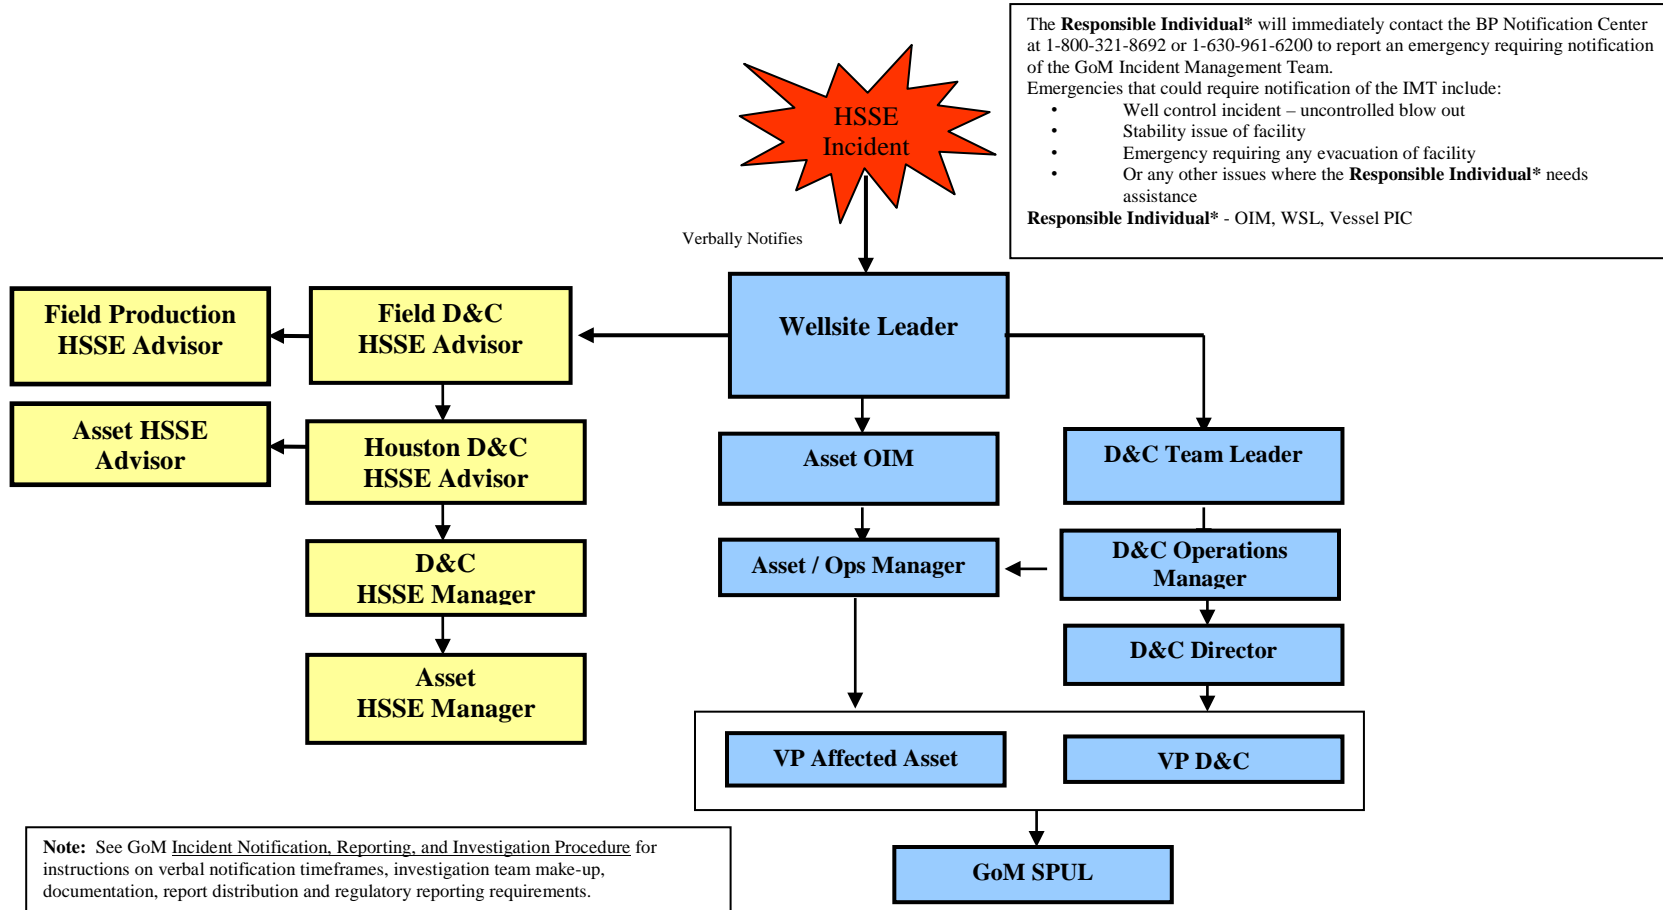 The Responsible Individual* will immediately contact the BP Notification Center
at 1-800-321-8692 or 1-630-961-6200 to report an emergency requiring notification
of the GoM Incident Management Team.
Emergencies that could require notification of the IMT include:
• Well control incident – uncontrolled blow out
• Stability issue of facility
• Emergency requiring any evacuation of facility
• Or any other issues where the Responsible Individual* needs
assistance
Responsible Individual* - OIM, WSL, Vessel PIC
HSSE
Incident
Verbally Notifies
Field Production
HSSE Advisor
Field D&C
HSSE Advisor
Wellsite Leader
Asset HSSE
Advisor
Houston D&C
HSSE Advisor
Asset OIM
D&C Team Leader
D&C
HSSE Manager
Asset / Ops Manager
D&C Operations
Manager
Asset
HSSE Manager
D&C Director
VP Affected Asset
VP D&C
GoM SPUL
Note: See GoM Incident Notification, Reporting, and Investigation Procedure for
instructions on verbal notification timeframes, investigation team make-up,
documentation, report distribution and regulatory reporting requirements.